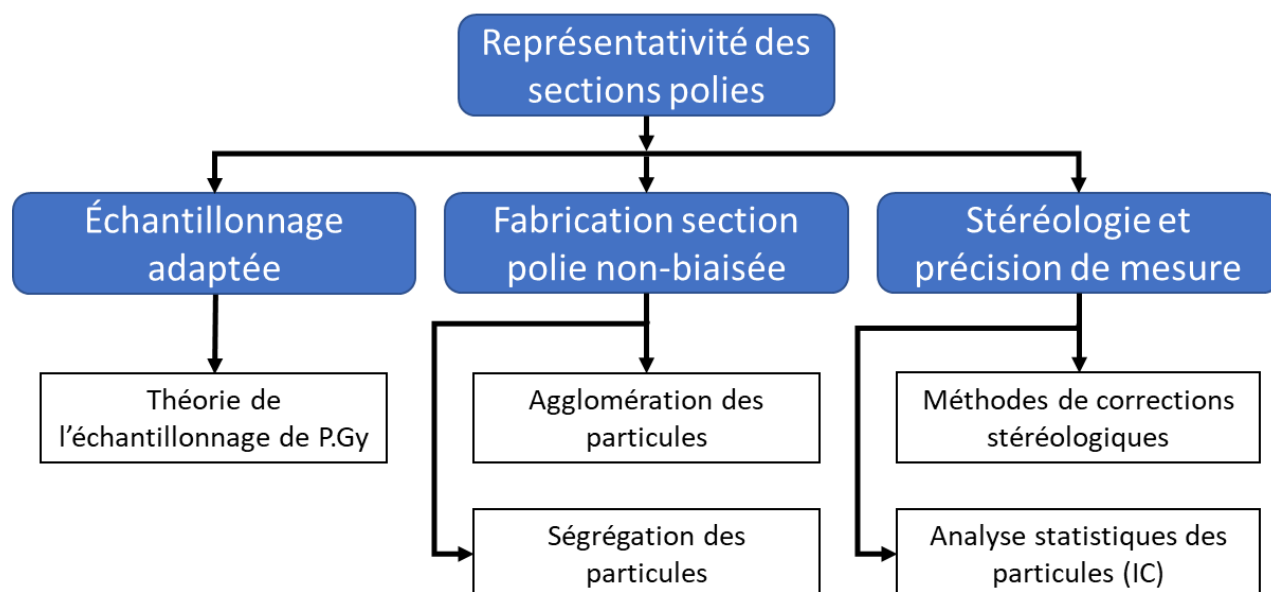 Représentativité des
sections polies
Échantillonnage
adaptée
Fabrication section
polie non-biaisée
Stéréologie et
précision de mesure
Théorie de
l’échantillonnage de P.Gy
Agglomération des
particules
Méthodes de corrections
stéréologiques
Ségrégation des
particules
Analyse statistiques des
particules (IC)